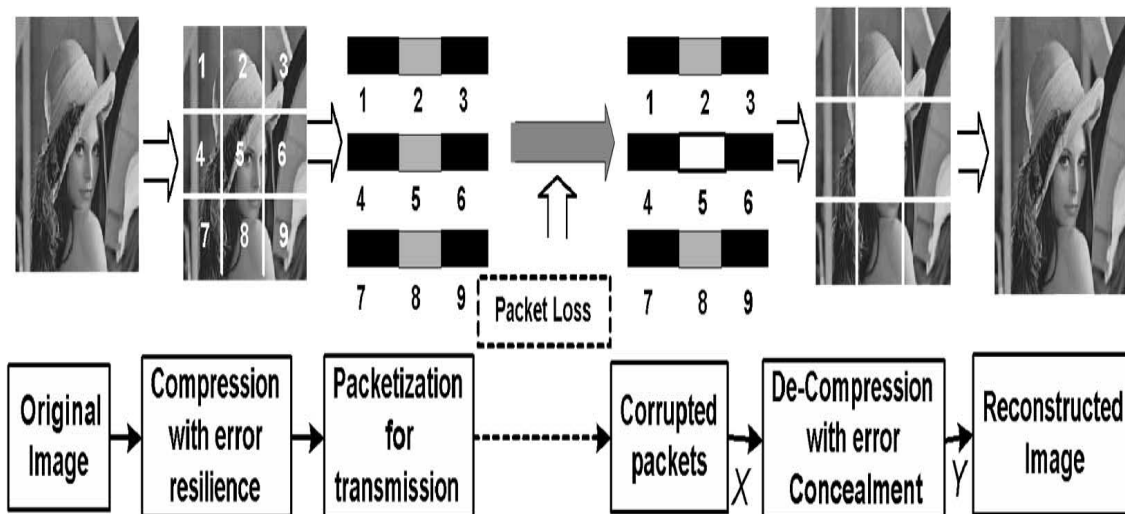 1 2 3
4 5 6
7 8 9
1 2 3
4 5 6
7 8 9
Packet Loss
1 2 3
4 5 6
7 8 9
Original
Image
Compression
with error
resilience
Packetization
for
transmission
Corrupted
packets
X
De-Compression
with error
Concealment
Y
Reconstructed
Image